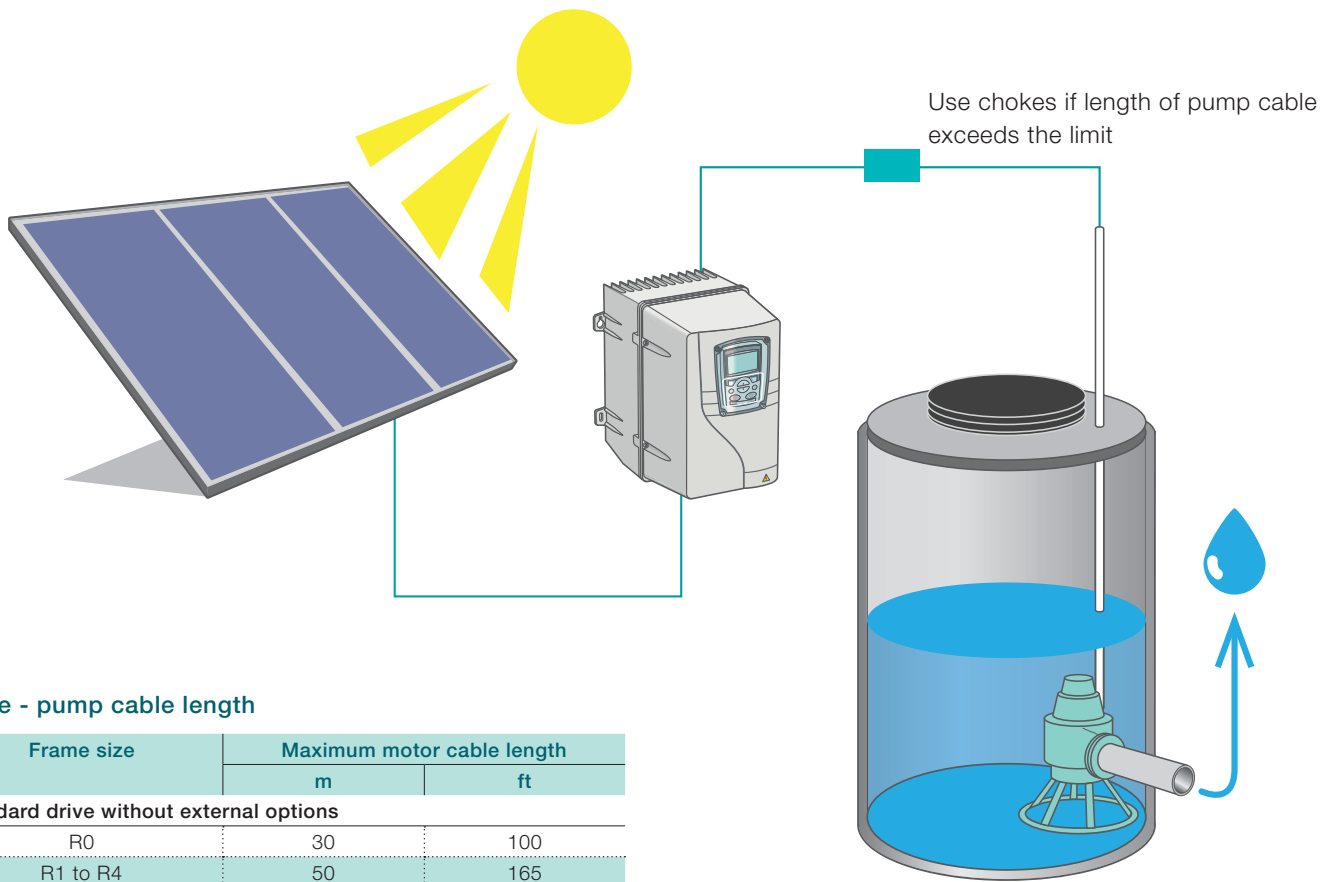 Use chokes if length of pump cable
exceeds the limit
- pump cable length
Frame size Maximum motor cable length
m ft
drive without external options
R0 30 100
R1 to R4 50 165